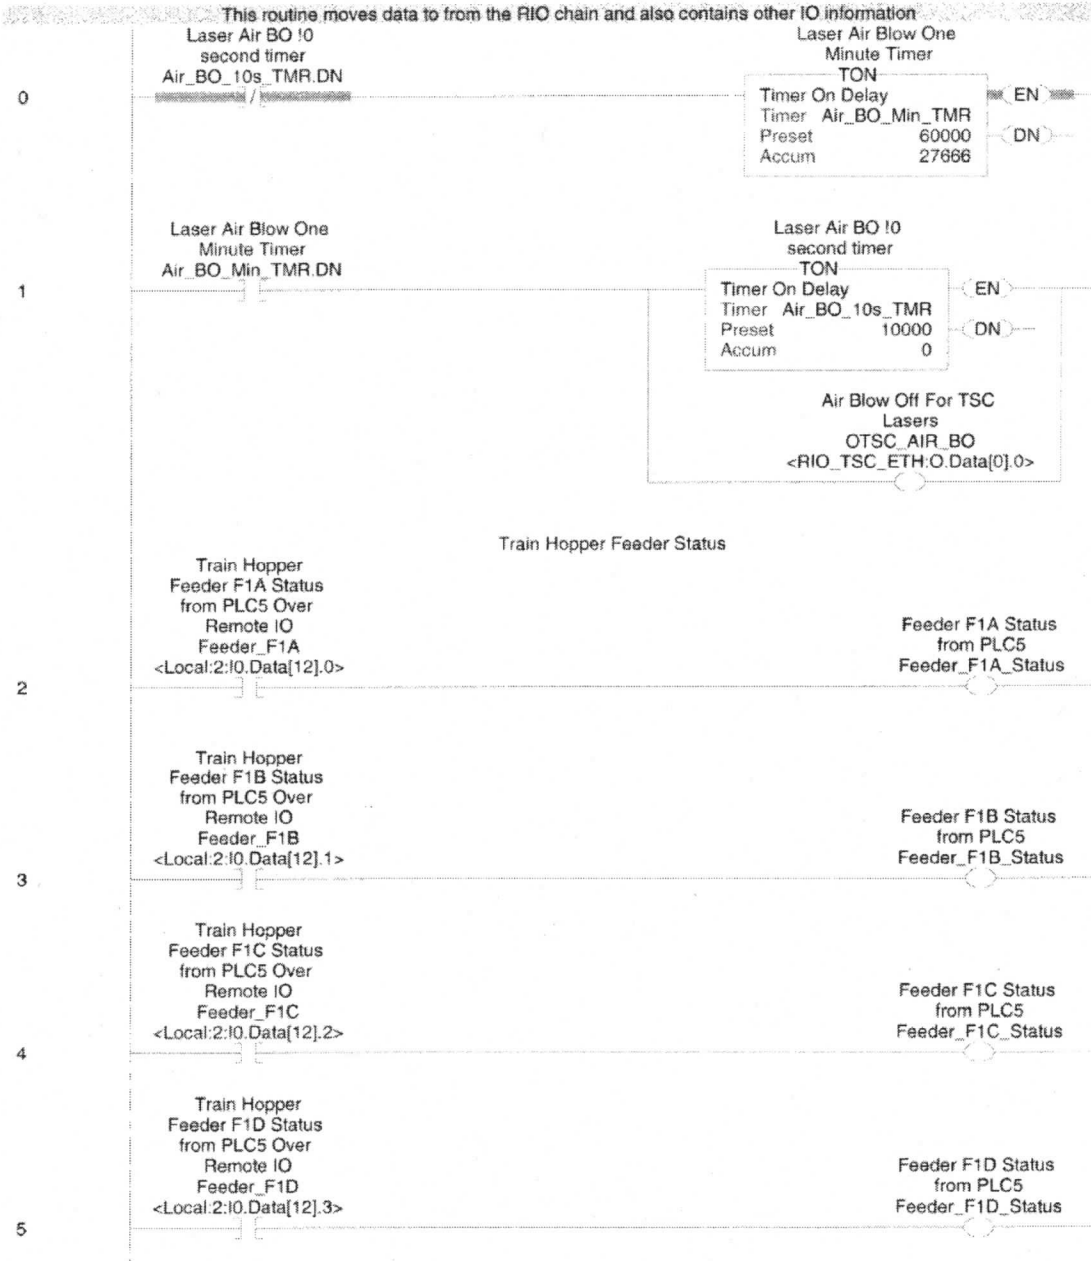 This routine moves data to from the RIO chain and also contains other IO information
Laser Air BO !0
second timer
Air_BO_10s_TMR.DN
Laser Air Blow One
Minute Timer
TON
0
/
Timer On Delay
EN
Timer Air_BO_Min_TMR
Preset 60000
DN
Accum 27666
Laser Air Blow One
Minute Timer
Air_BO_Min_TMR.DN
Laser Air BO !0
second timer
TON
1
Timer On Delay
EN
Timer Air_BO_10s_TMR
Preset 10000
DN
Accum 0
Air Blow Off For TSC
Lasers
OTSC_AIR_BO
<RIO_TSC_ETH:O.Data[0].0>
Train Hopper Feeder Status
Train Hopper
Feeder F1A Status
from PLC5 Over
Remote IO
Feeder_F1A
<Local:2:I0.Data[12].0>
Feeder F1A Status
from PLC5
Feeder_F1A_Status
2
Train Hopper
Feeder F1B Status
from PLC5 Over
Remote IO
Feeder_F1B
<Local:2:I0.Data[12].1>
Feeder F1B Status
from PLC5
Feeder_F1B_Status
3
Train Hopper
Feeder F1C Status
from PLC5 Over
Remote IO
Feeder_F1C
<Local:2:I0.Data[12].2>
Feeder F1C Status
from PLC5
Feeder_F1C_Status
4
Train Hopper
Feeder F1D Status
from PLC5 Over
Remote IO
Feeder_F1D
<Local:2:I0.Data[12].3>
Feeder F1D Status
from PLC5
Feeder_F1D_Status
5